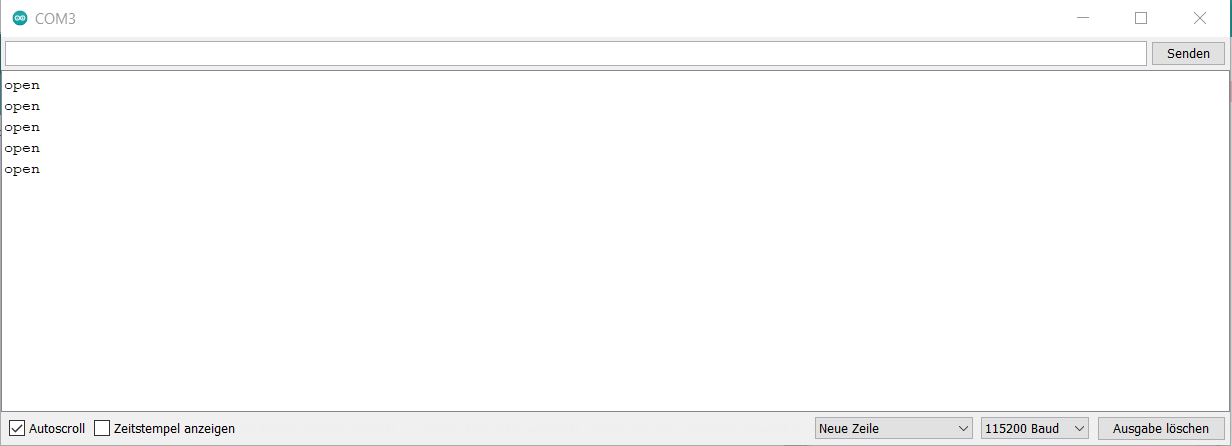 COM3
Senden
open
open
open
open
open
Autoscroll Zeitstempel anzeigen Neue Zeile 115200 Baud Ausgabe löschen